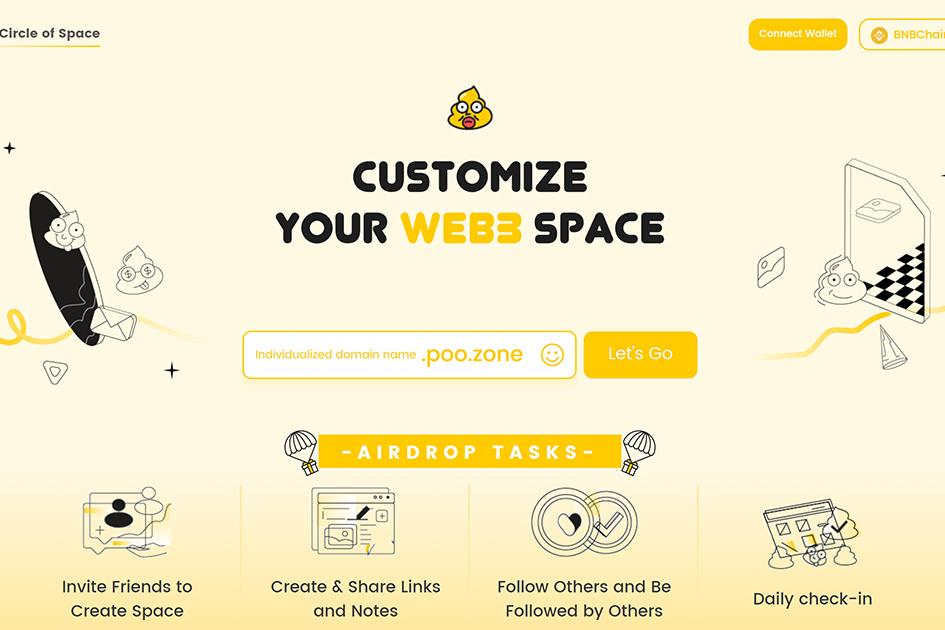 Circle of Space
Connect Wallet
BNBChain
CUSTOMIZE
YOUR WEB3 SPACE
Individualized domain name .poo.zone
Let's Go
-AIRDROP TASKS-
Invite Friends to
Create Space
Create & Share Links
and Notes
Follow Others and Be
Followed by Others
Daily check-in